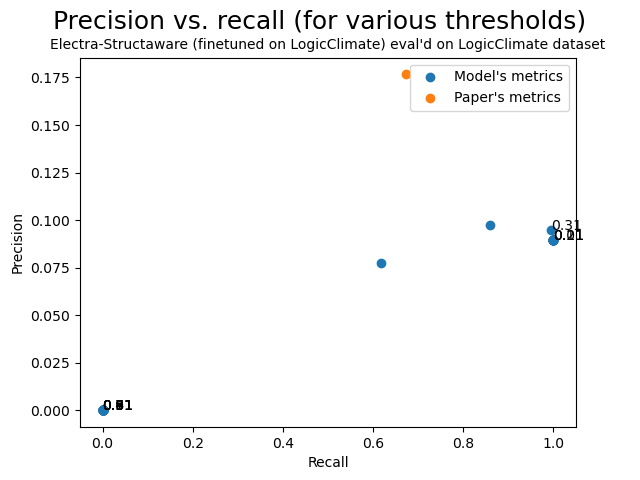 Precision vs. recall (for various thresholds)
Electra-Structaware (finetuned on LogicClimate) eval'd on LogicClimate dataset
Model's metrics
Paper's metrics
0.175
0.150
0.125
0.100
0.075
0.050
0.025
0.000
Precision
0.31
0.0
0.2
0.4
0.6
0.8
1.0
Recall